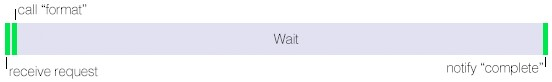 call “format”
Wait
receive request
notify “complete”